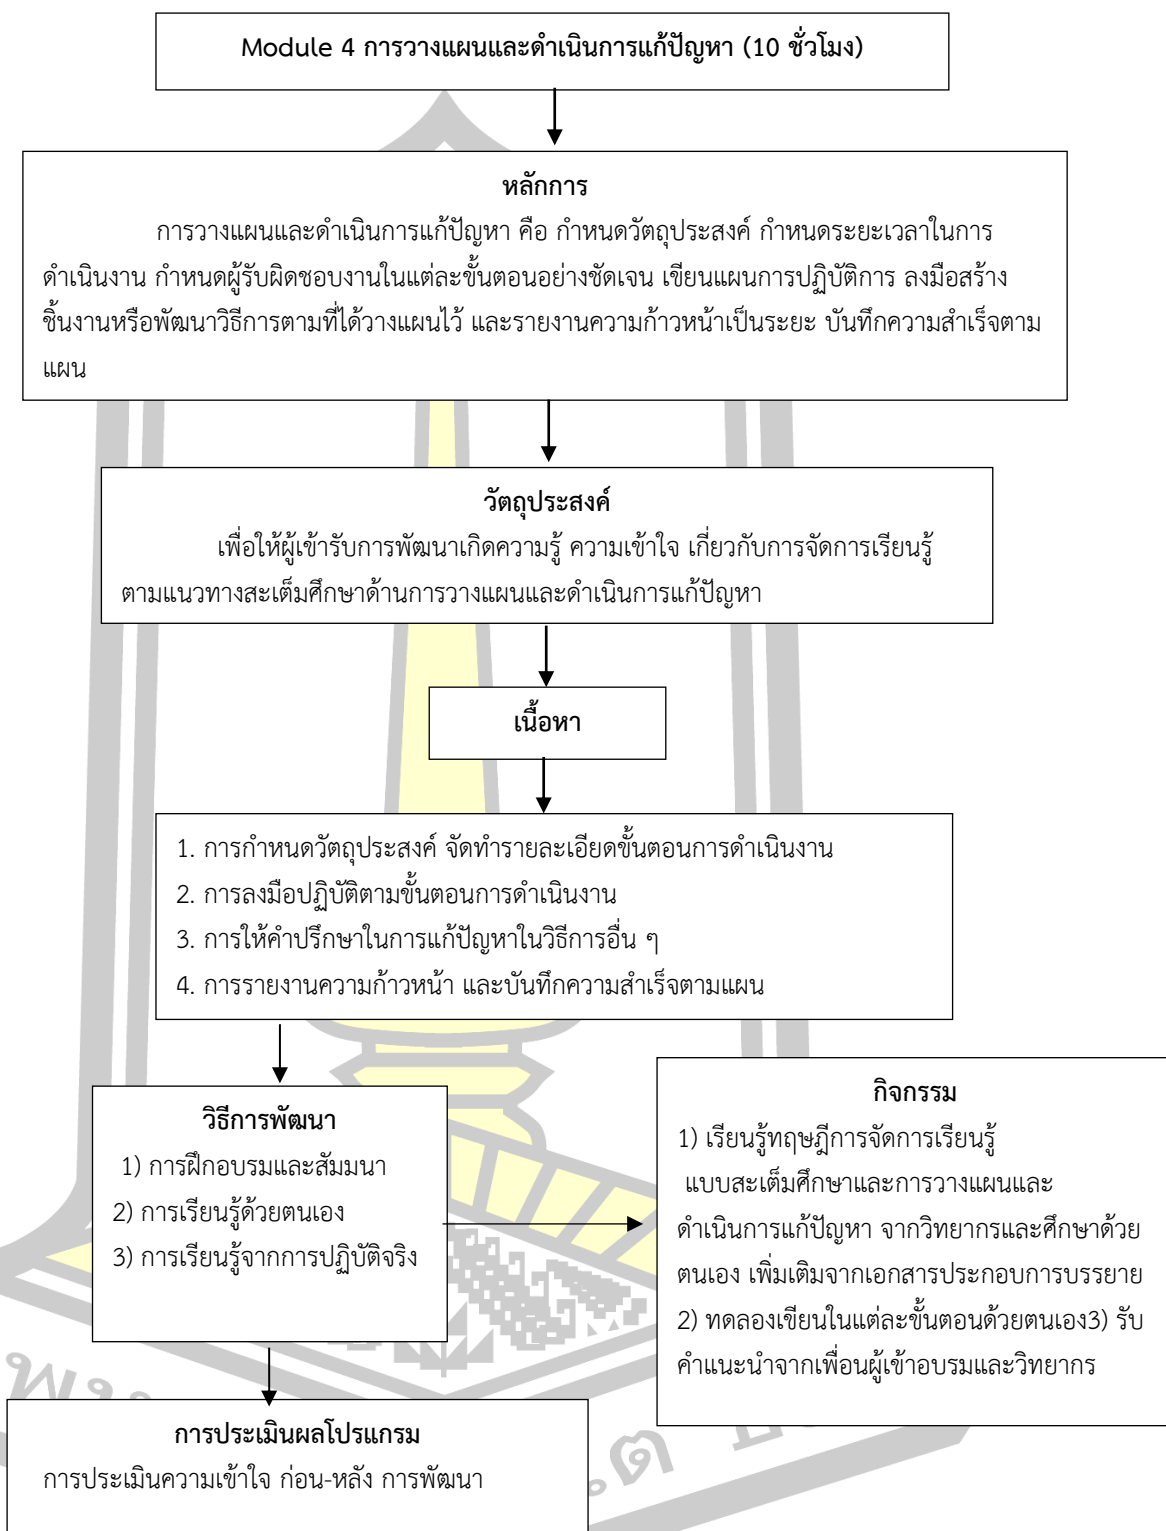 Module 4 การวางแผนและดำเนินการแก้ปัญหา (10 ชั่วโมง)
หลักการ
การวางแผนและดำเนินการแก้ปัญหา คือ กำหนดวัตถุประสงค์ กำหนดระยะเวลาในการ
ดำเนินงาน กำหนดผู้รับผิดชอบงานในแต่ละขั้นตอนอย่างชัดเจน เขียนแผนการปฏิบัติการ ลงมือสร้าง
ชิ้นงานหรือพัฒนาวิธีการตามที่ได้วางแผนไว้ และรายงานความก้าวหน้าเป็นระยะ บันทึกความสำเร็จตาม
แผน
วัตถุประสงค์
เพื่อให้ผู้เข้ารับการพัฒนาเกิดความรู้ ความเข้าใจ เกี่ยวกับการจัดการเรียนรู้
ตามแนวทางสะเต็มศึกษาด้านการวางแผนและดำเนินการแก้ปัญหา
เนื้อหา
1. การกำหนดวัตถุประสงค์ จัดทำรายละเอียดขั้นตอนการดำเนินงาน
2. การลงมือปฏิบัติตามขั้นตอนการดำเนินงาน
3. การให้คำปรึกษาในการแก้ปัญหาในวิธีการอื่น ๆ
4. การรายงานความก้าวหน้า และบันทึกความสำเร็จตามแผน
วิธีการพัฒนา
1) การฝึกอบรมและสัมมนา
2) การเรียนรู้ด้วยตนเอง
3) การเรียนรู้จากการปฏิบัติจริง
กิจกรรม
1) เรียนรู้ทฤษฎีการจัดการเรียนรู้
แบบสะเต็มศึกษาและการวางแผนและ
ดำเนินการแก้ปัญหา จากวิทยากรและศึกษาด้วย
ตนเอง เพิ่มเติมจากเอกสารประกอบการบรรยาย
2) ทดลองเขียนในแต่ละขั้นตอนด้วยตนเอง3) รับ
คำแนะนำจากเพื่อนผู้เข้าอบรมและวิทยากร
การประเมินผลโปรแกรม
การประเมินความเข้าใจ ก่อน-หลัง การพัฒนา